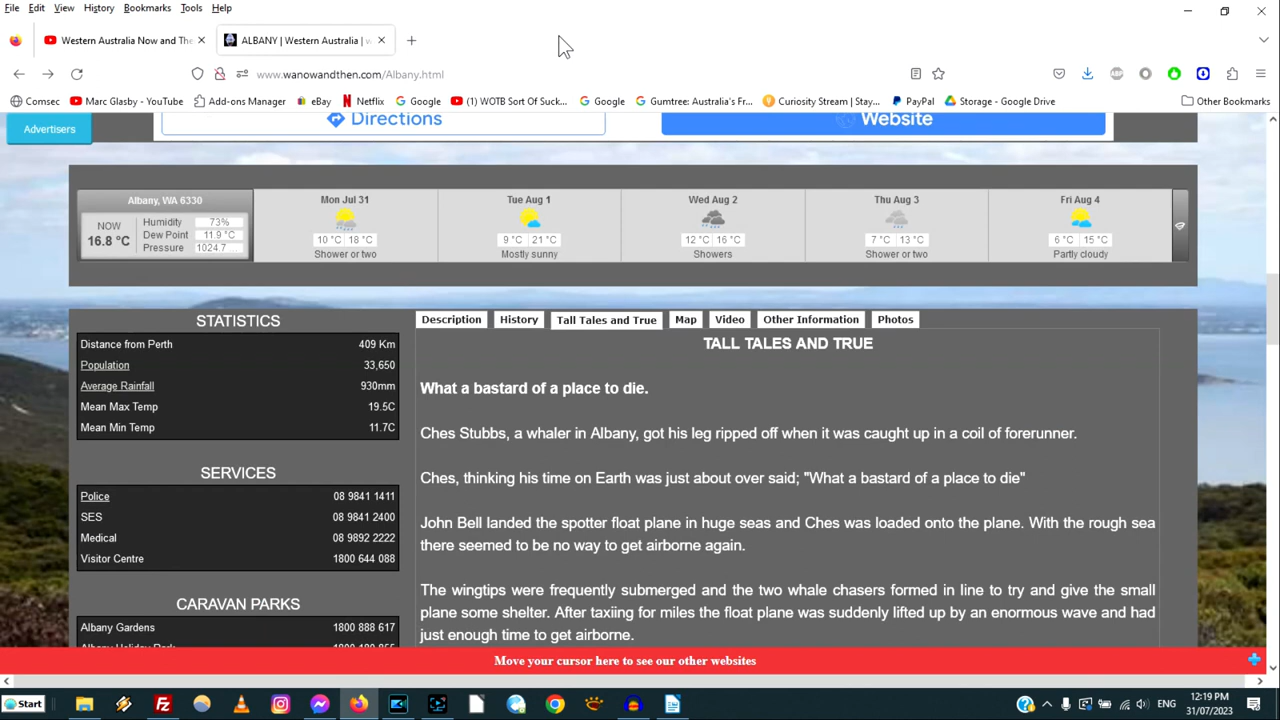 File Edit View History Bookmarks Tools Help
Western Australia Now and The
ALBANY | Western Australia | w
www.wanowandthen.com/Albany.html
Comsec Marc Glasby - YouTube Add-ons Manager eBay Netflix Google (1) WOTB Sort Of Suck... Google Gumtree: Australia's Fr... Curiosity Stream | Stay... PayPal Storage - Google Drive Other Bookmarks
Advertisers
Directions
Website
Albany, WA 6330
NOW
16.8 °C
Humidity 73%
Dew Point 11.9 °C
Pressure 1024.7
Mon Jul 31
10 °C 18 °C
Shower or two
Tue Aug 1
9 °C 21 °C
Mostly sunny
Wed Aug 2
12 °C 16 °C
Showers
Thu Aug 3
7 °C 13 °C
Shower or two
Fri Aug 4
6 °C 15 °C
Partly cloudy
STATISTICS
Distance from Perth 409 Km
Population 33,650
Average Rainfall 930mm
Mean Max Temp 19.5C
Mean Min Temp 11.7C
SERVICES
Police 08 9841 1411
SES 08 9841 2400
Medical 08 9892 2222
Visitor Centre 1800 644 088
CARAVAN PARKS
Albany Gardens 1800 888 617
Albany Holiday Park
Description History Tall Tales and True Map Video Other Information Photos
TALL TALES AND TRUE
What a bastard of a place to die.
Ches Stubbs, a whaler in Albany, got his leg ripped off when it was caught up in a coil of forerunner.
Ches, thinking his time on Earth was just about over said; "What a bastard of a place to die"
John Bell landed the spotter float plane in huge seas and Ches was loaded onto the plane. With the rough sea
there seemed to be no way to get airborne again.
The wingtips were frequently submerged and the two whale chasers formed in line to try and give the small
plane some shelter. After taxiing for miles the float plane was suddenly lifted up by an enormous wave and had
just enough time to get airborne.
Move your cursor here to see our other websites
Start
ENG
12:19 PM
31/07/2023